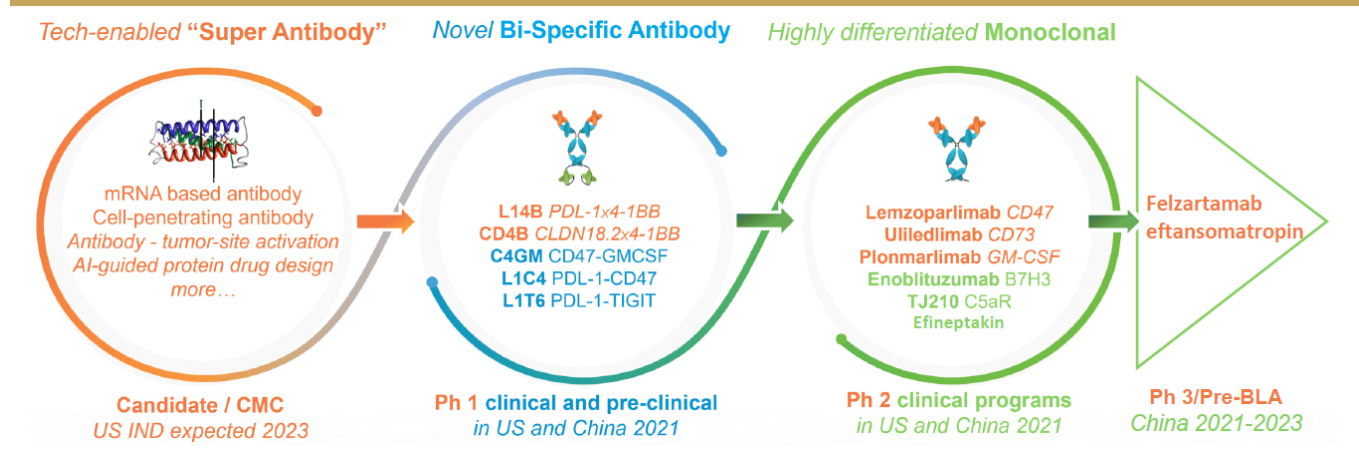 Tech-enabled “Super Antibody”
mRNA based antibody
Cell-penetrating antibody
Antibody - tumor-site activation
AI-guided protein drug design
more…
Candidate / CMC
US IND expected 2023
Novel Bi-Specific Antibody
L14B PDL-1x4-1BB
CD4B CLDN18.2x4-1BB
C4GM CD47-GMCSF
L1C4 PDL-1-CD47
L1T6 PDL-1-TIGIT
Ph 1 clinical and pre-clinical
in US and China 2021
Highly differentiated Monoclonal
Lemzoparlimab CD47
Uliledlimab CD73
Plonmarlimab GM-CSF
Enoblituzumab B7H3
TJ210 C5aR
Efineptakin
Ph 2 clinical programs
in US and China 2021
Felzartamab
eftansomatropin
Ph 3/Pre-BLA
China 2021-2023